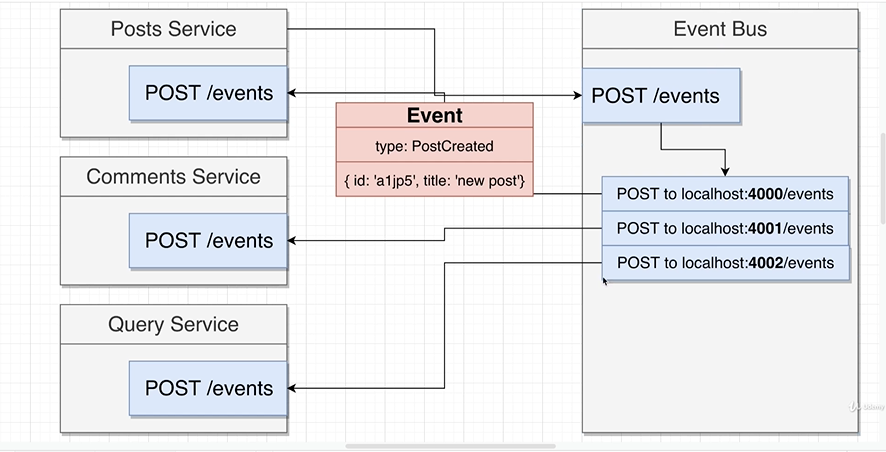 Posts Service
POST /events
Comments Service
POST /events
Query Service
POST /events
Event
type: PostCreated
{ id: 'a1jp5', title: 'new post'}
Event Bus
POST /events
POST to localhost:4000/events
POST to localhost:4001/events
POST to localhost:4002/events
Udemy